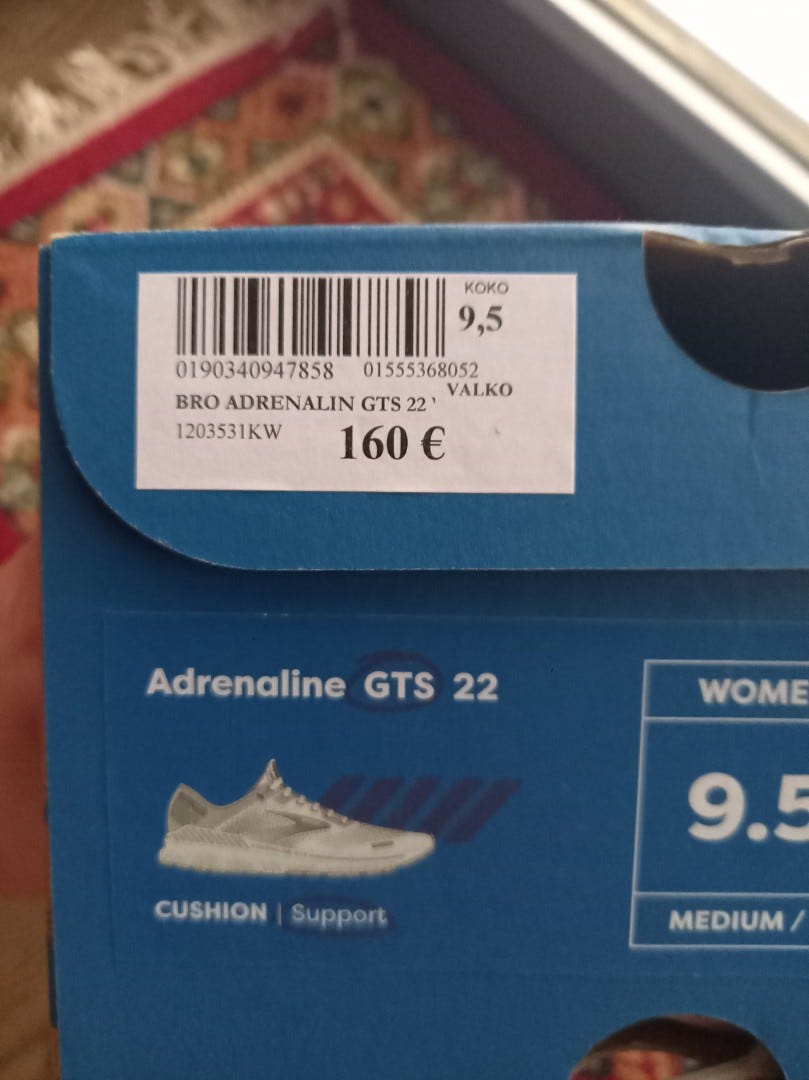 KOKO
9,5
0190340947858 01555368052
VALKO
BRO ADRENALIN GTS 22 '
1203531KW 160 €
Adrenaline GTS 22
WOME
9.5
CUSHION | Support
MEDIUM /